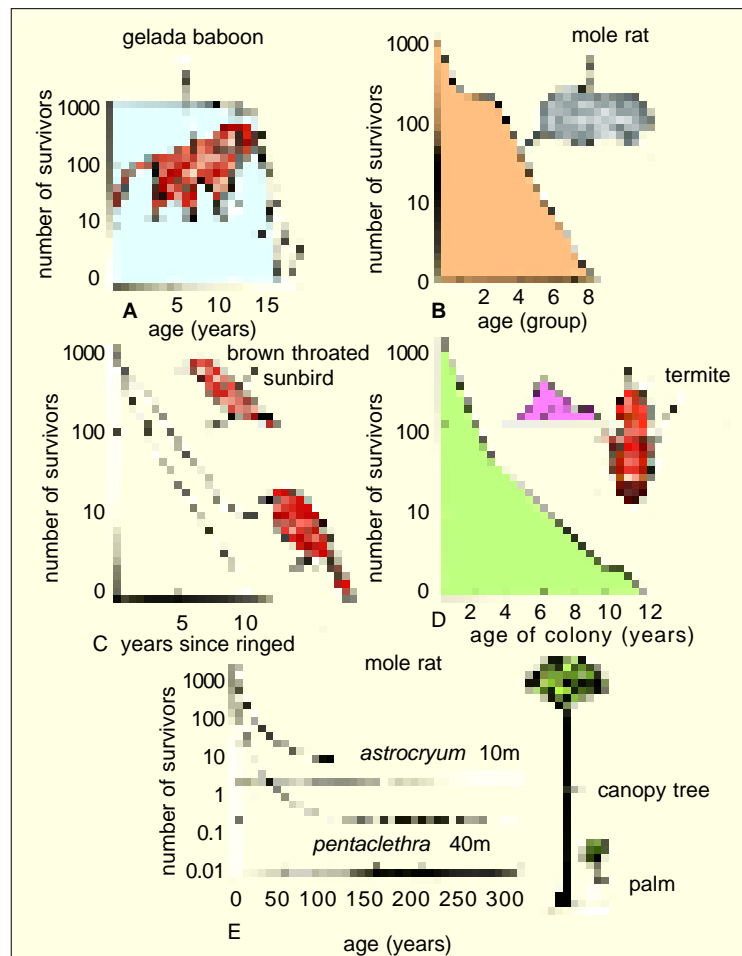 gelada baboon
number of survivors
1000
100
10
0
5 10 15
A
age (years)
mole rat
number of survivors
1000
100
10
0
2 4 6 8
B
age (group)
brown throated
sunbird
number of survivors
1000
100
10
0
5 10
C years since ringed
termite
number of survivors
1000
100
10
0
2 4 6 8 10 12
D
age of colony (years)
mole rat
number of survivors
1000
100
10
1
0.1
0.01
astrocryum 10m
pentaclethra 40m
canopy tree
palm
0 50 100 150 200 250 300
E
age (years)